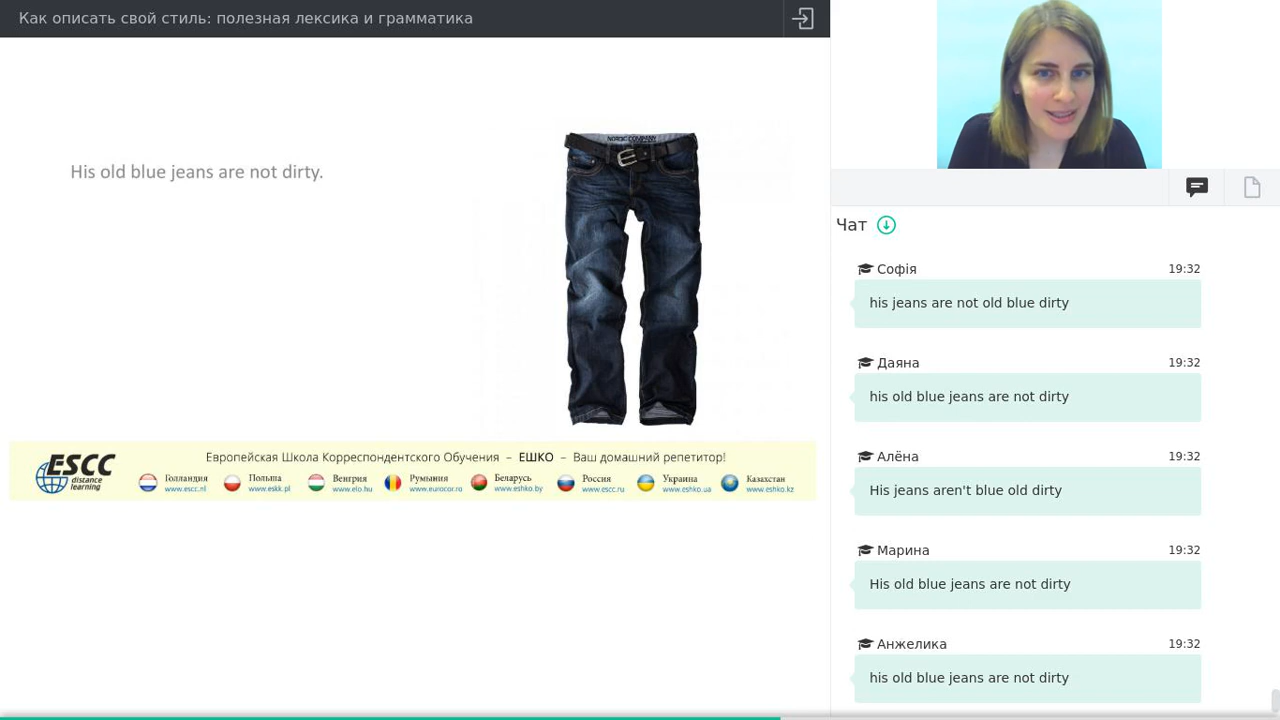 Как описать свой стиль: полезная лексика и грамматика
His old blue jeans are not dirty.
NORDIC COMPANY
Европейская Школа Корреспондентского Обучения – ЕШКО – Ваш домашний репетитор!
ESCC
distance
learning
Голландия
www.escc.nl
Польша
www.eskk.pl
Венгрия
www.eio.hu
Румыния
www.eurocor.ro
Беларусь
www.eshko.by
Россия
www.escc.ru
Украина
www.eshko.ua
Казахстан
www.eshko.kz
Чат
Софія 19:32
his jeans are not old blue dirty
Даяна 19:32
his old blue jeans are not dirty
Алёна 19:32
His jeans aren't blue old dirty
Марина 19:32
His old blue jeans are not dirty
Анжелика 19:32
his old blue jeans are not dirty